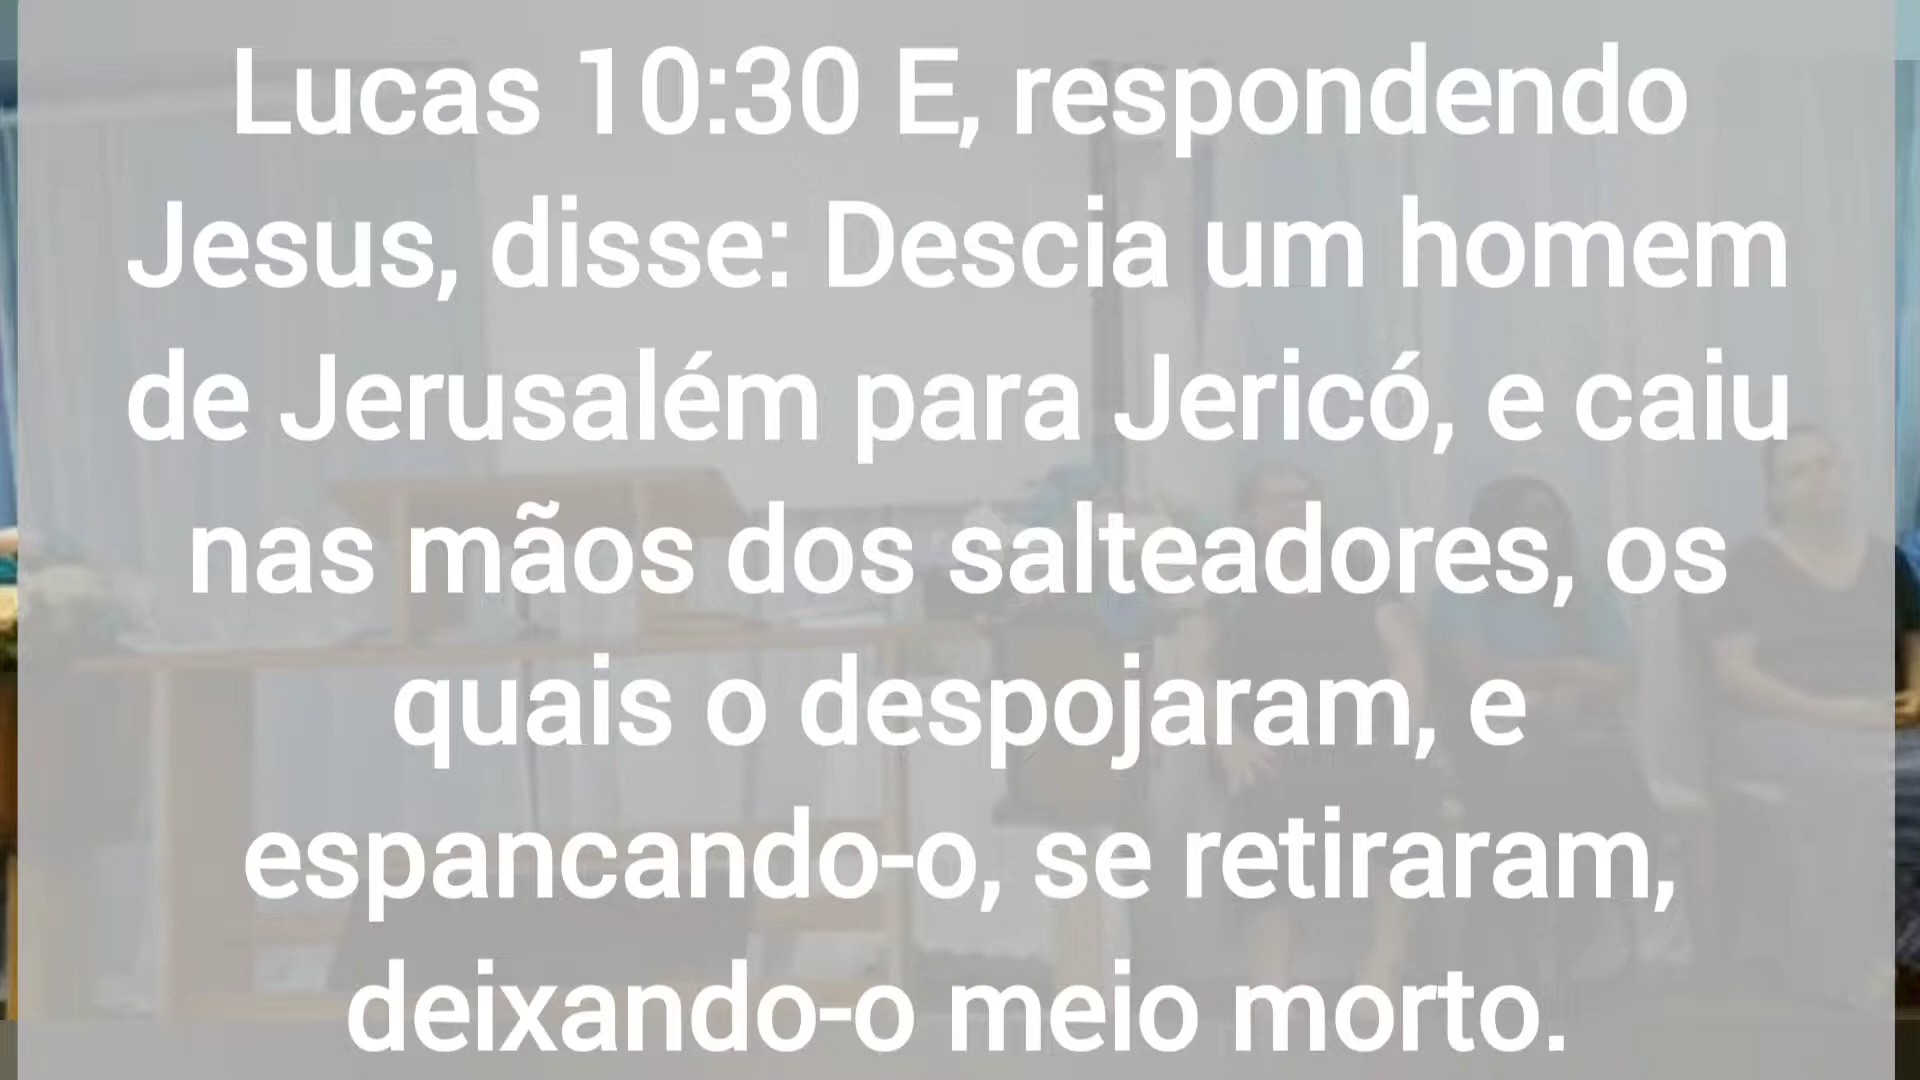 Lucas 10:30 E, respondendo
Jesus, disse: Descia um homem
de Jerusalém para Jericó, e caiu
nas mãos dos salteadores, os
quais o despojaram, e
espancando-o, se retiraram,
deixando-o meio morto.